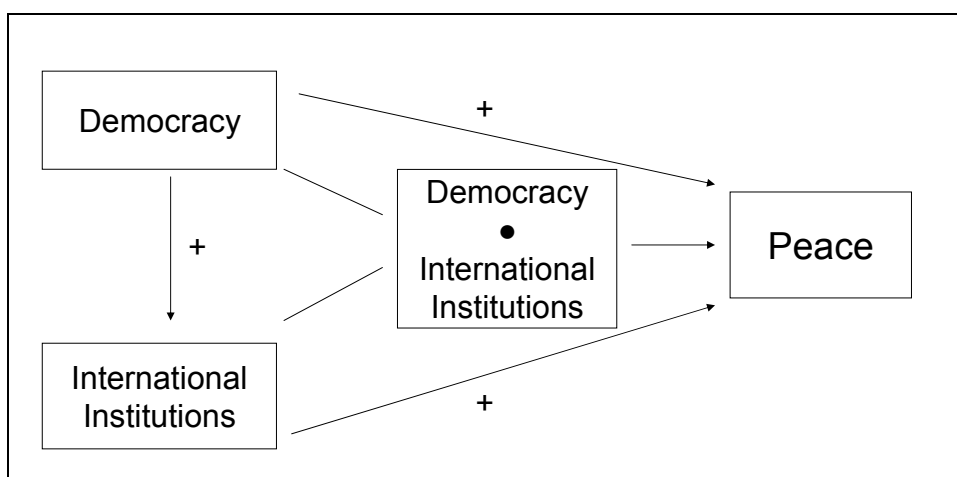 Democracy
+
+
Democracy
●
International
Institutions
Peace
International
Institutions
+